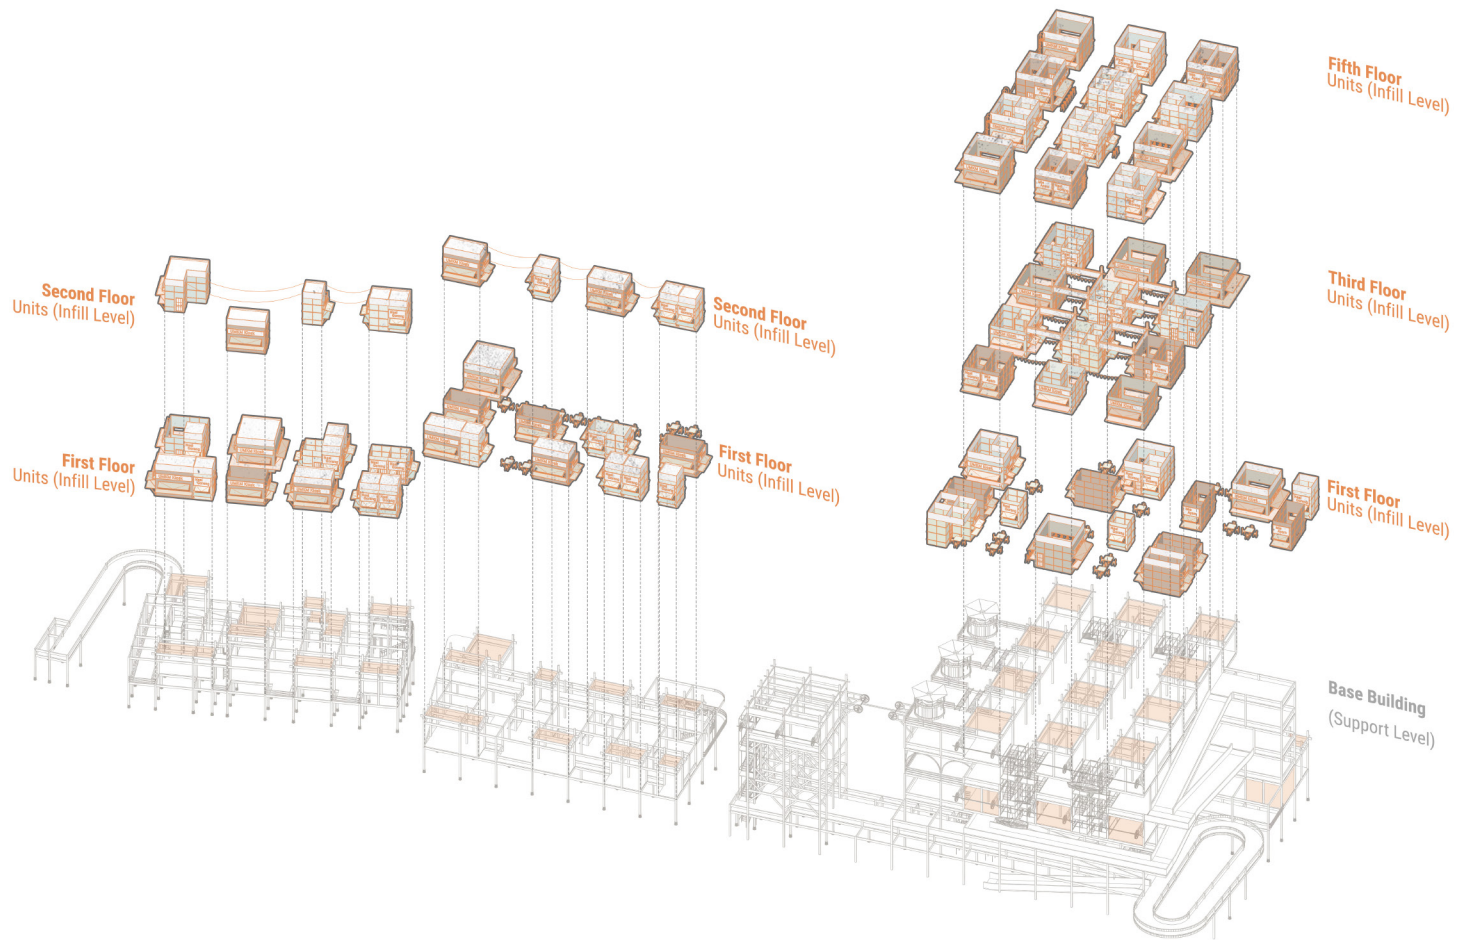 Fifth Floor
Units (Infill Level)
Second Floor
Units (Infill Level)
Second Floor
Units (Infill Level)
Third Floor
Units (Infill Level)
First Floor
Units (Infill Level)
First Floor
Units (Infill Level)
First Floor
Units (Infill Level)
Base Building
(Support Level)